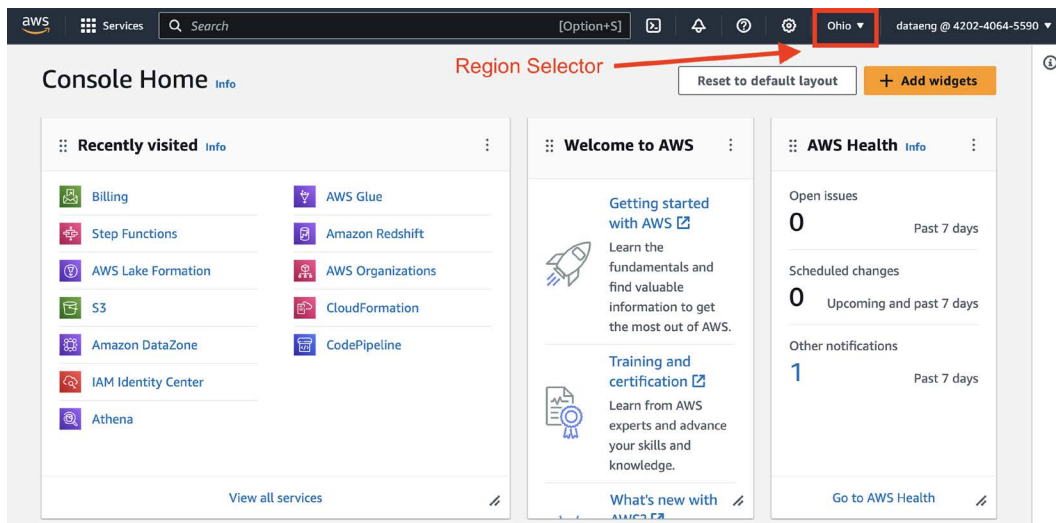 aws
Services
Search
[Option+S]
Ohio ▼
dataeng @ 4202-4064-5590 ▼
Console Home Info
Region Selector
Reset to default layout
+ Add widgets
Recently visited Info
Billing
Step Functions
AWS Lake Formation
S3
Amazon DataZone
IAM Identity Center
Athena
AWS Glue
Amazon Redshift
AWS Organizations
CloudFormation
CodePipeline
View all services
Welcome to AWS
Getting started
with AWS
Learn the
fundamentals and
find valuable
information to get
the most out of AWS.
Training and
certification
Learn from AWS
experts and advance
your skills and
knowledge.
What's new with
AWS?
AWS Health Info
Open issues
0
Past 7 days
Scheduled changes
0
Upcoming and past 7 days
Other notifications
1
Past 7 days
Go to AWS Health